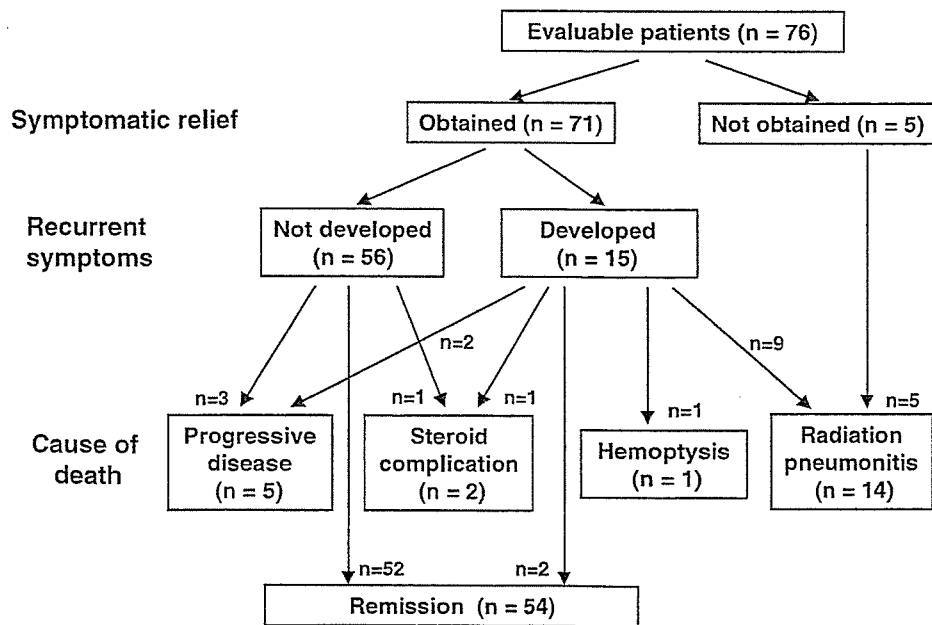 Evaluable patients (n = 76)
Symptomatic relief
Obtained (n = 71)
Not obtained (n = 5)
Recurrent
symptoms
Not developed
(n = 56)
Developed
(n = 15)
n=2
n=9
n=3
n=1
n=1
n=1
n=5
Cause of
death
Progressive
disease
(n = 5)
Steroid
complication
(n = 2)
Hemoptysis
(n = 1)
Radiation
pneumonitis
(n = 14)
n=52
n=2
Remission (n = 54)